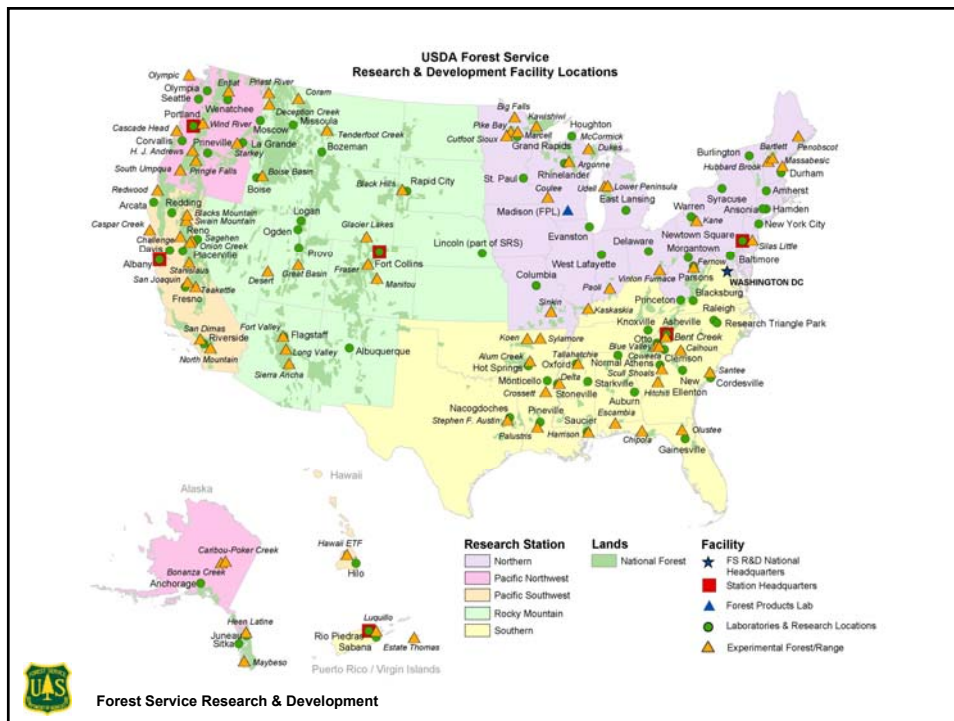 USDA Forest Service
Research & Development Facility Locations
Olympic
Olympia
Seattle
Entiat
Wenatchee
Priest River
Coram
Deception Creek
Portland
Wind River
Moscow
Missoula
Cascade Head
Corvallis
Prineville
La Grande
Starkey
Tenderfoot Creek
Bozeman
H. J. Andrews
South Umpqua
Pringle Falls
Boise Basin
Boise
Black Hills
Rapid City
Redwood
Arcata
Redding
Blacks Mountain
Swain Mountain
Caspar Creek
Reno
Challenge
Sagehen
Davis
Onion Creek
Placerville
Albany
Stanislaus
San Joaquin
Teakettle
Fresno
San Dimas
Riverside
North Mountain
Logan
Ogden
Provo
Great Basin
Desert
Glacier Lakes
Fraser
Fort Collins
Manitou
Lincoln (part of SRS)
Fort Valley
Flagstaff
Long Valley
Sierra Ancha
Albuquerque
Big Falls
Pike Bay
Kawishiwi
Cutfoot Sioux
Marcell
Grand Rapids
Houghton
McCormick
Dukes
Rhinelander
Argonne
St. Paul
Coulee
Udell
Lower Peninsula
East Lansing
Madison (FPL)
Evanston
West Lafayette
Delaware
Columbia
Sinkin
Paoli
Kaskaskia
Vinton Furnace
Burlington
Bartlett
Penobscot
Hubbard Brook
Massabesic
Durham
Syracuse
Amherst
Warren
Kane
Ansonia
Hamden
New York City
Newtown Square
Silas Little
Morgantown
Fernow
Parsons
Baltimore
WASHINGTON DC
Princeton
Blacksburg
Raleigh
Research Triangle Park
Knoxville
Asheville
Otto
Bent Creek
Blue Valley
Coweeta
Calhoun
Clemson
Koen
Sylamore
Alum Creek
Hot Springs
Tallahatchie
Oxford
Normal
Athens
Scull Shoals
Santee
Cordesville
Monticello
Delta
Starkville
Hitchiti
New
Ellenton
Crossett
Stoneville
Auburn
Escambia
Nacogdoches
Pineville
Saucier
Stephen F. Austin
Palustris
Harrison
Chipola
Olustee
Gainesville
Alaska
Caribou-Poker Creek
Bonanza Creek
Anchorage
Heen Latine
Juneau
Sitka
Maybeso
Hawaii
Hawaii ETF
Hilo
Luquillo
Rio Piedras
Sabana
Estate Thomas
Puerto Rico / Virgin Islands
Research Station
Northern
Pacific Northwest
Pacific Southwest
Rocky Mountain
Southern
Lands
National Forest
Facility
FS R&D National
Headquarters
Station Headquarters
Forest Products Lab
Laboratories & Research Locations
Experimental Forest/Range
FOREST SERVICE
U S
DEPARTMENT OF AGRICULTURE
Forest Service Research & Development